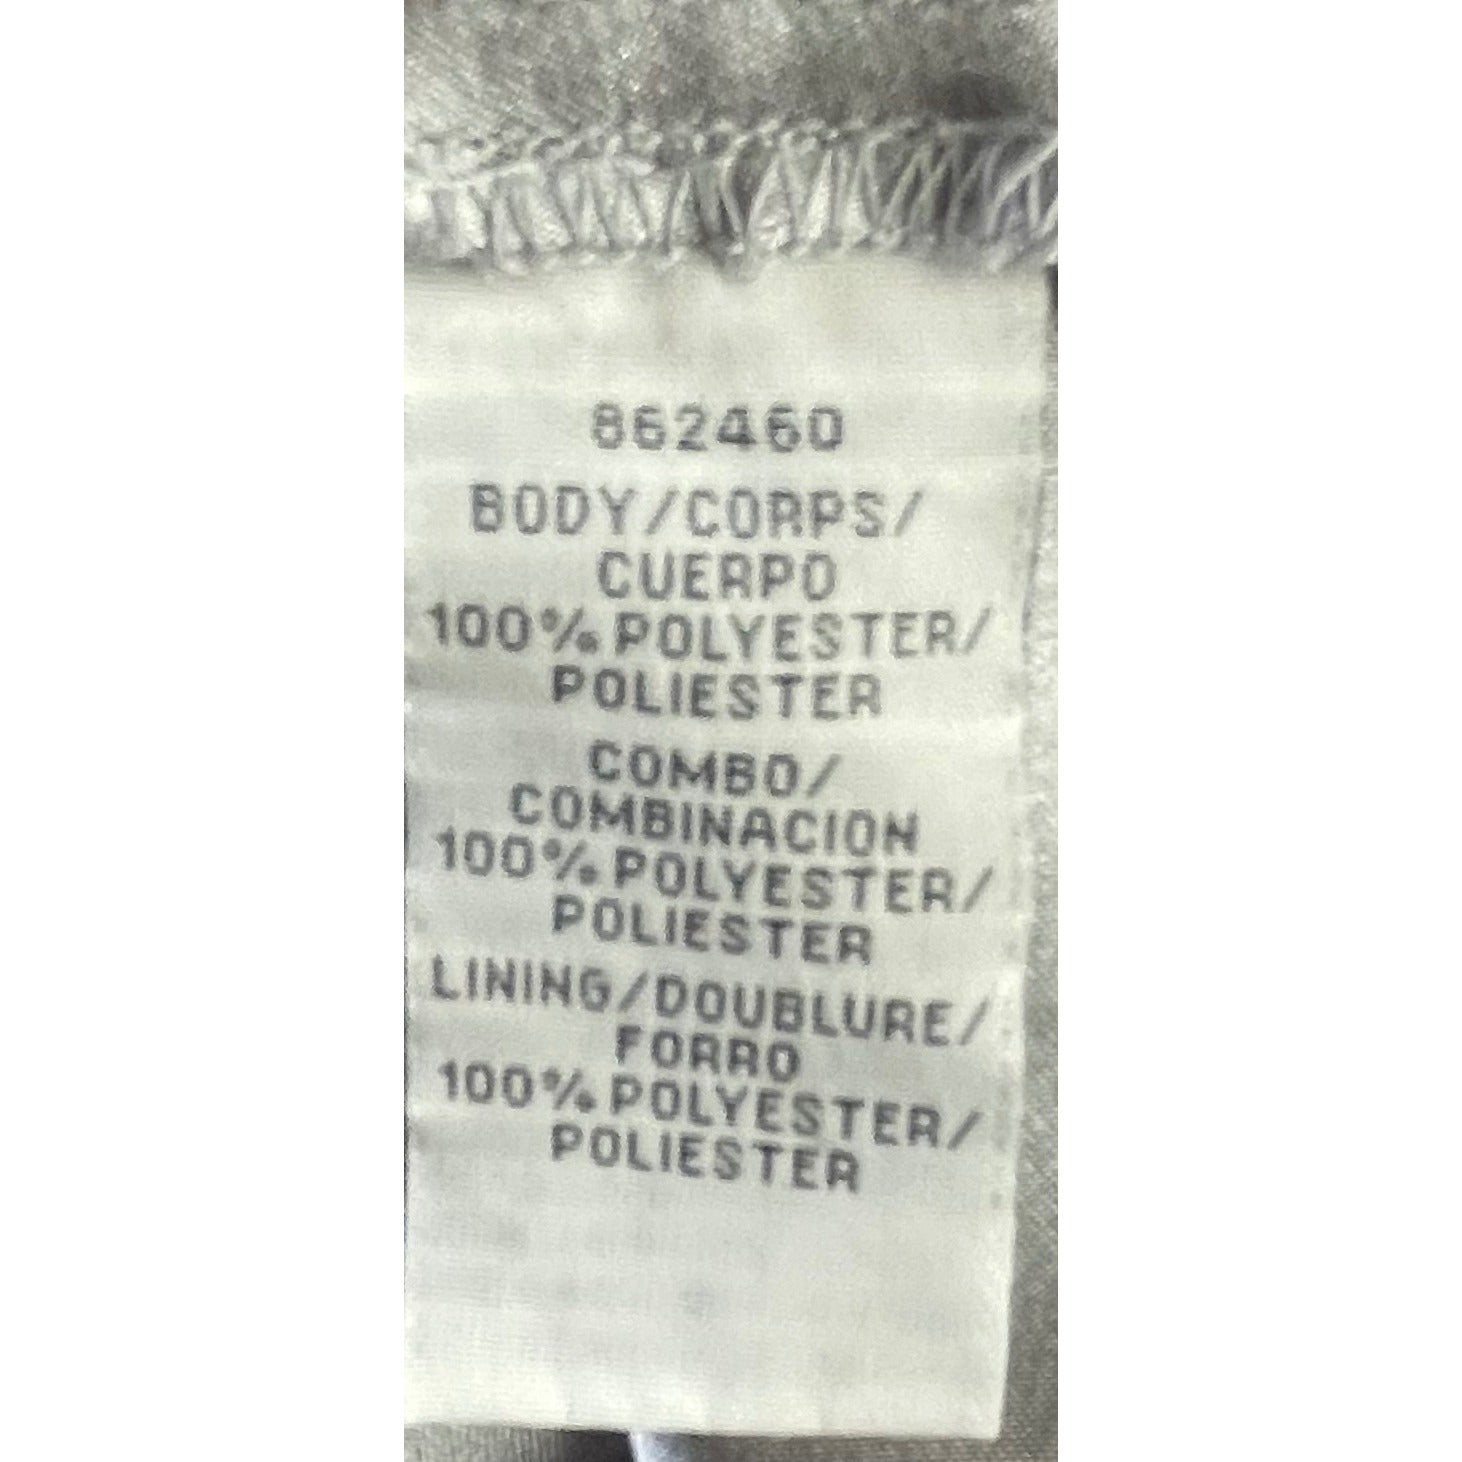 862460
BODY/CORPS/
CUERPO
100% POLYESTER/
POLIESTER
COMBO/
COMBINACION
100% POLYESTER/
POLIESTER
LINING/DOUBLURE/
FORRO
100% POLYESTER/
POLIESTER